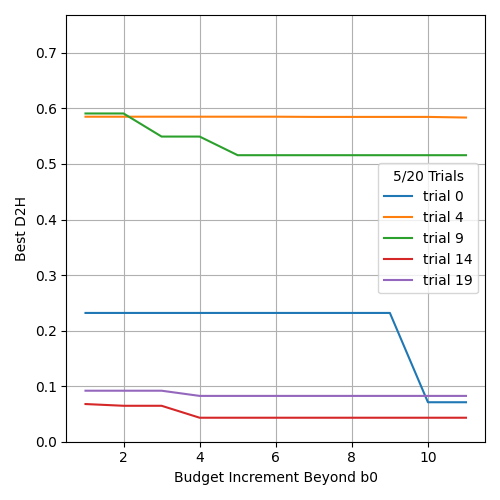 0.7
0.6
0.5
0.4
0.3
0.2
0.1
0.0
Best D2H
5/20 Trials
trial 0
trial 4
trial 9
trial 14
trial 19
2 4 6 8 10
Budget Increment Beyond b0